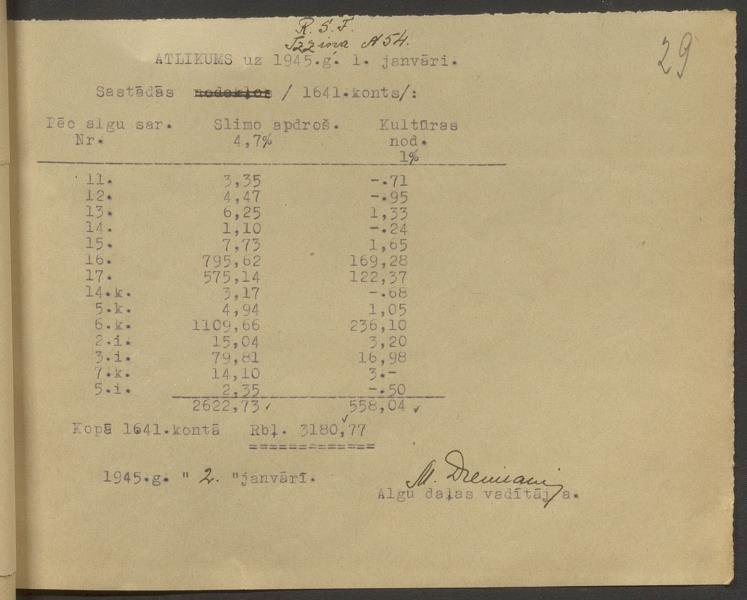 R. S. F.
Izziņa N 54.
29
ATLIKUMS uz 1945.g. 1. janvāri.
Sastādās nodokļos / 1641.konts/:
Pēc algu sar. Slimo apdroš. Kultūras
Nr. 4,7% nod.
1%
11. 3,35 -.71
12. 4,47 -.95
13. 6,25 1,33
14. 1,10 -.24
15. 7,73 1,65
16. 795,62 169,28
17. 575,14 122,37
14.k. 3,17 -.68
5.k. 4,94 1,05
6.k. 1109,66 236,10
2.i. 15,04 3,20
3.i. 79,81 16,98
7.k. 14,10 3.-
5.i. 2,35 -.50
2622,73 558,04
Kopā 1641.kontā Rbļ. 3180,77
=============
1945.g. " 2. "janvārī.
M.
Algu daļas vadītāja.